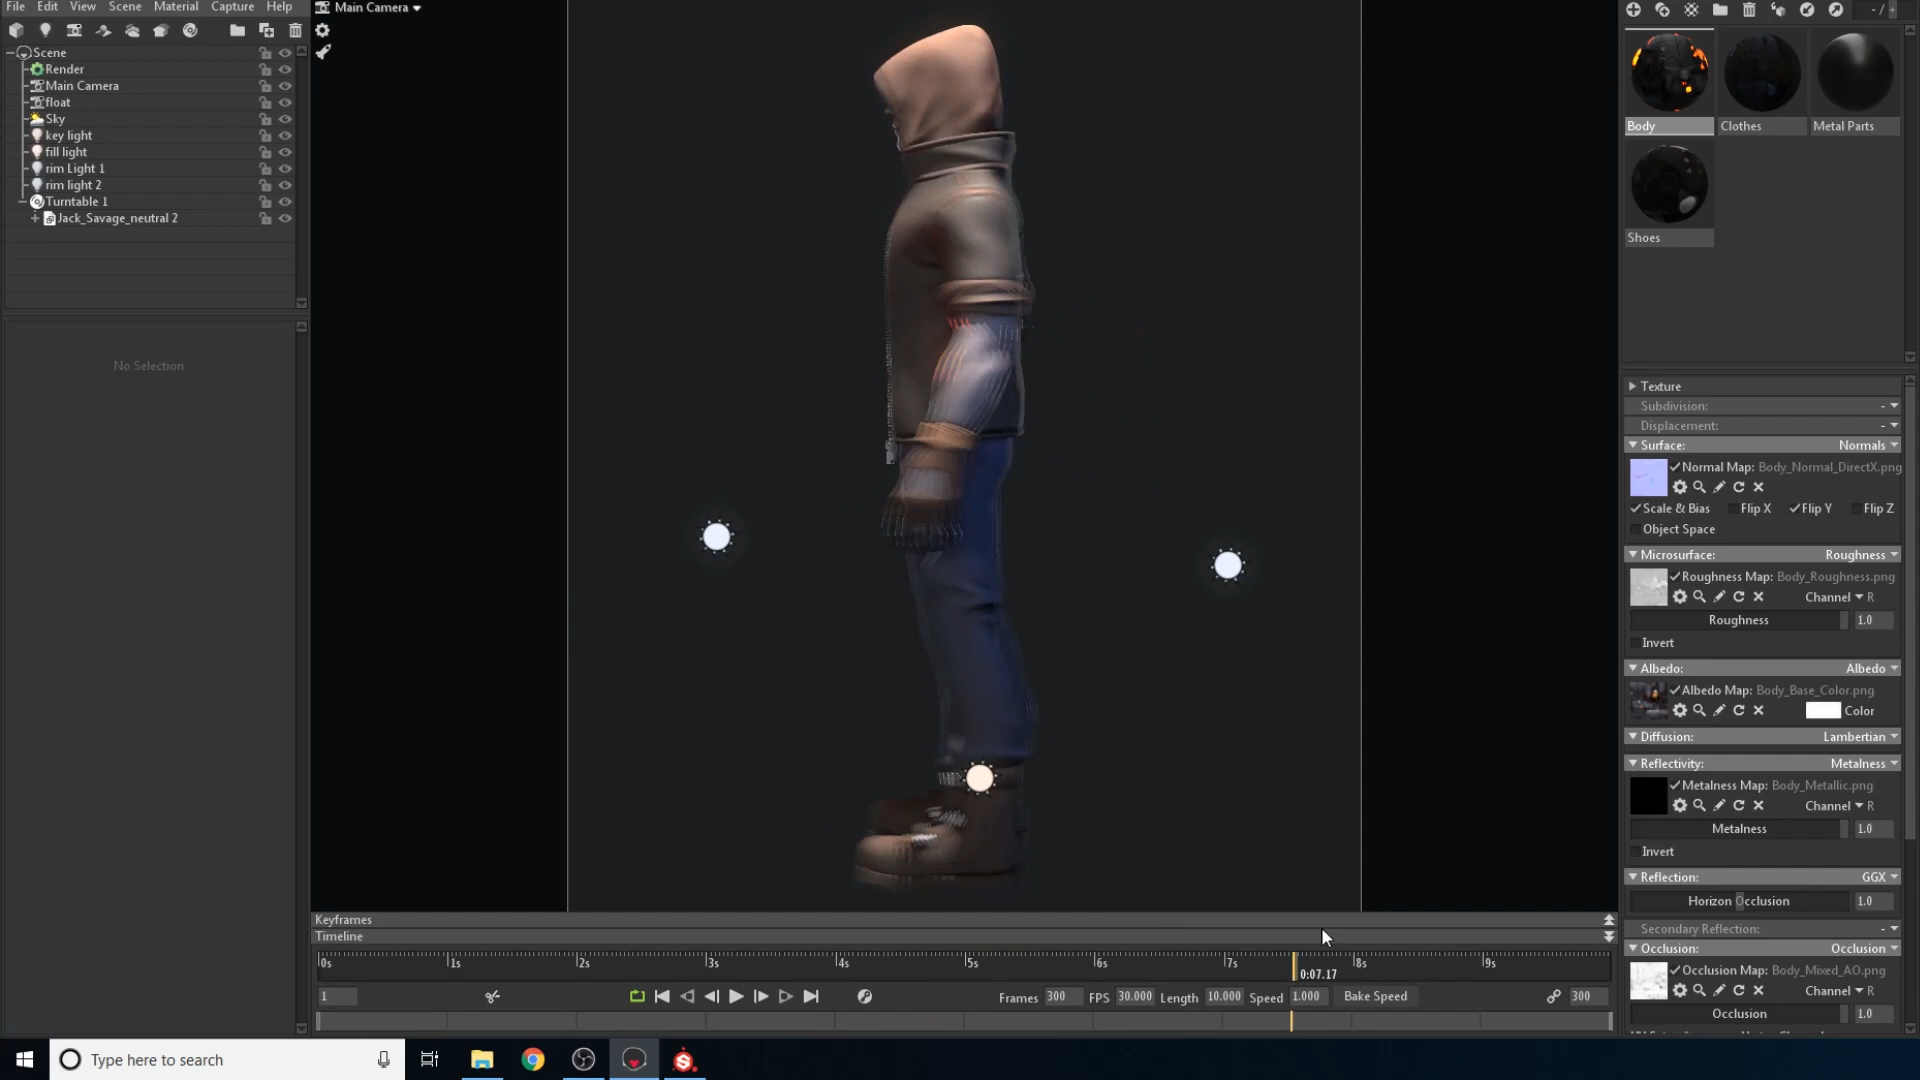 File Edit View Scene Material Capture Help
Main Camera
- /
Scene
Render
Main Camera
float
Sky
key light
fill light
rim Light 1
rim light 2
Turntable 1
Jack_Savage_neutral 2
No Selection
Body
Clothes
Metal Parts
Shoes
Texture
Subdivision: -
Displacement: -
Surface: Normals
Normal Map: Body_Normal_DirectX.png
Scale & Bias Flip X Flip Y Flip Z
Object Space
Microsurface: Roughness
Roughness Map: Body_Roughness.png
Channel R
Roughness 1.0
Invert
Albedo: Albedo
Albedo Map: Body_Base_Color.png
Color
Diffusion: Lambertian
Reflectivity: Metalness
Metalness Map: Body_Metallic.png
Channel R
Metalness 1.0
Invert
Reflection: GGX
Horizon Occlusion 1.0
Secondary Reflection: -
Occlusion: Occlusion
Occlusion Map: Body_Mixed_AO.png
Channel R
Occlusion 1.0
Keyframes
Timeline
0s 1s 2s 3s 4s 5s 6s 7s 8s 9s
0:07.17
1
Frames 300 FPS 30.000 Length 10.000 Speed 1.000 Bake Speed 300
Type here to search